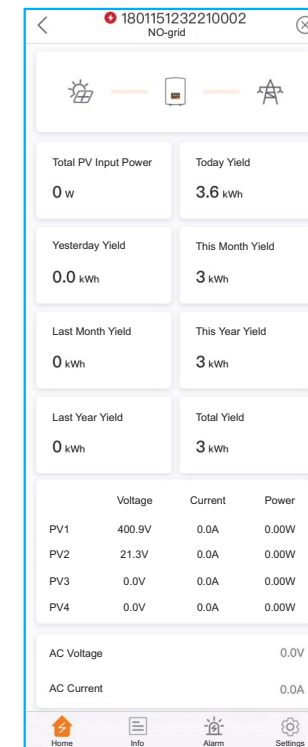 1801151232210002
NO-grid
Total PV Input Power Today Yield
0 w 3.6 kWh
Yesterday Yield This Month Yield
0.0 kWh 3 kWh
Last Month Yield This Year Yield
0 kWh 3 kWh
Last Year Yield Total Yield
0 kWh 3 kWh
Voltage Current Power
PV1 400.9V 0.0A 0.00W
PV2 21.3V 0.0A 0.00W
PV3 0.0V 0.0A 0.00W
PV4 0.0V 0.0A 0.00W
AC Voltage 0.0V
AC Current 0.0A
Home Info Alarm Settings